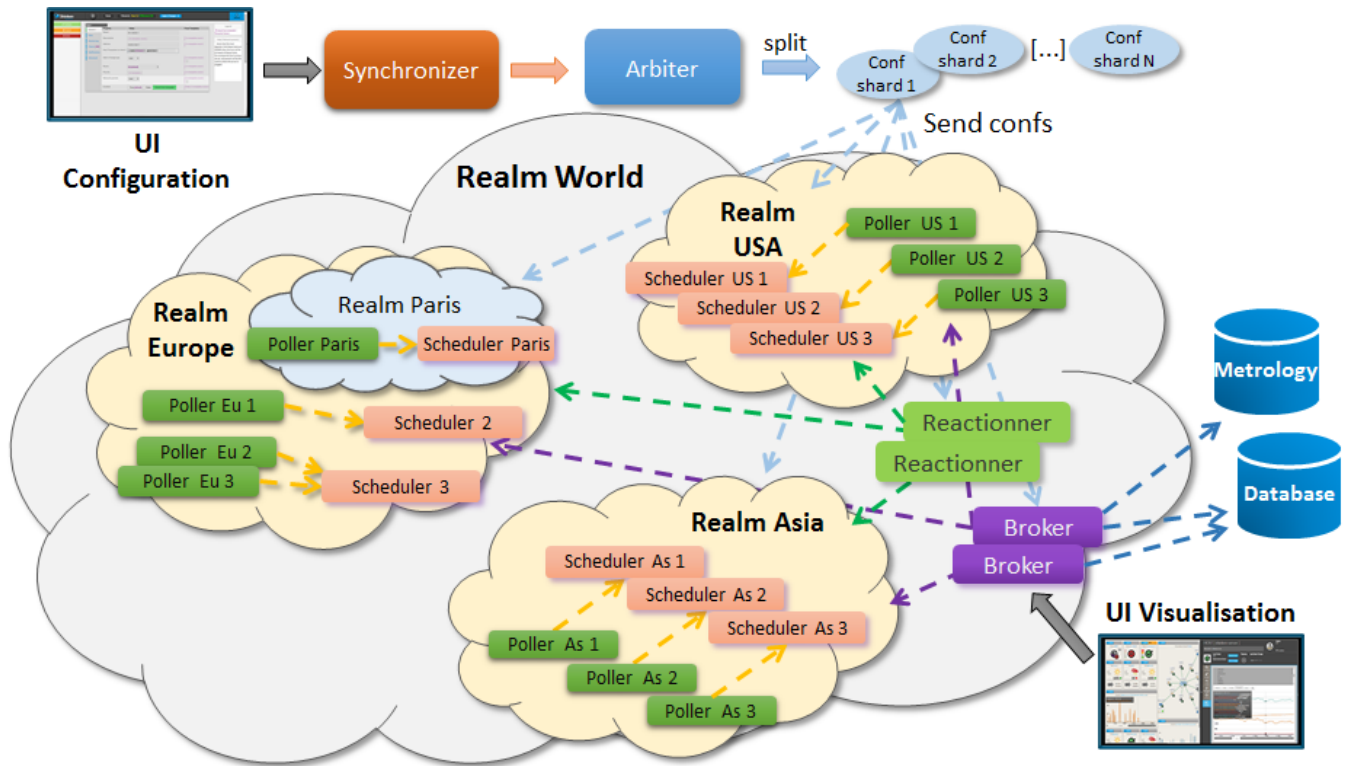 UI
Configuration
Synchronizer
Arbiter
split
Conf
shard 1
Conf
shard 2
[...]
Conf
shard N
Send confs
Realm World
Realm
USA
Poller US 1
Poller US 2
Poller US 3
Scheduler US 1
Scheduler US 2
Scheduler US 3
Realm Paris
Realm
Europe
Poller Paris
Scheduler Paris
Poller Eu 1
Scheduler 2
Poller Eu 2
Poller Eu 3
Scheduler 3
Reactionner
Reactionner
Metrology
Database
Realm Asia
Scheduler As 1
Scheduler As 2
Scheduler As 3
Poller As 1
Poller As 2
Poller As 3
Broker
Broker
UI Visualisation